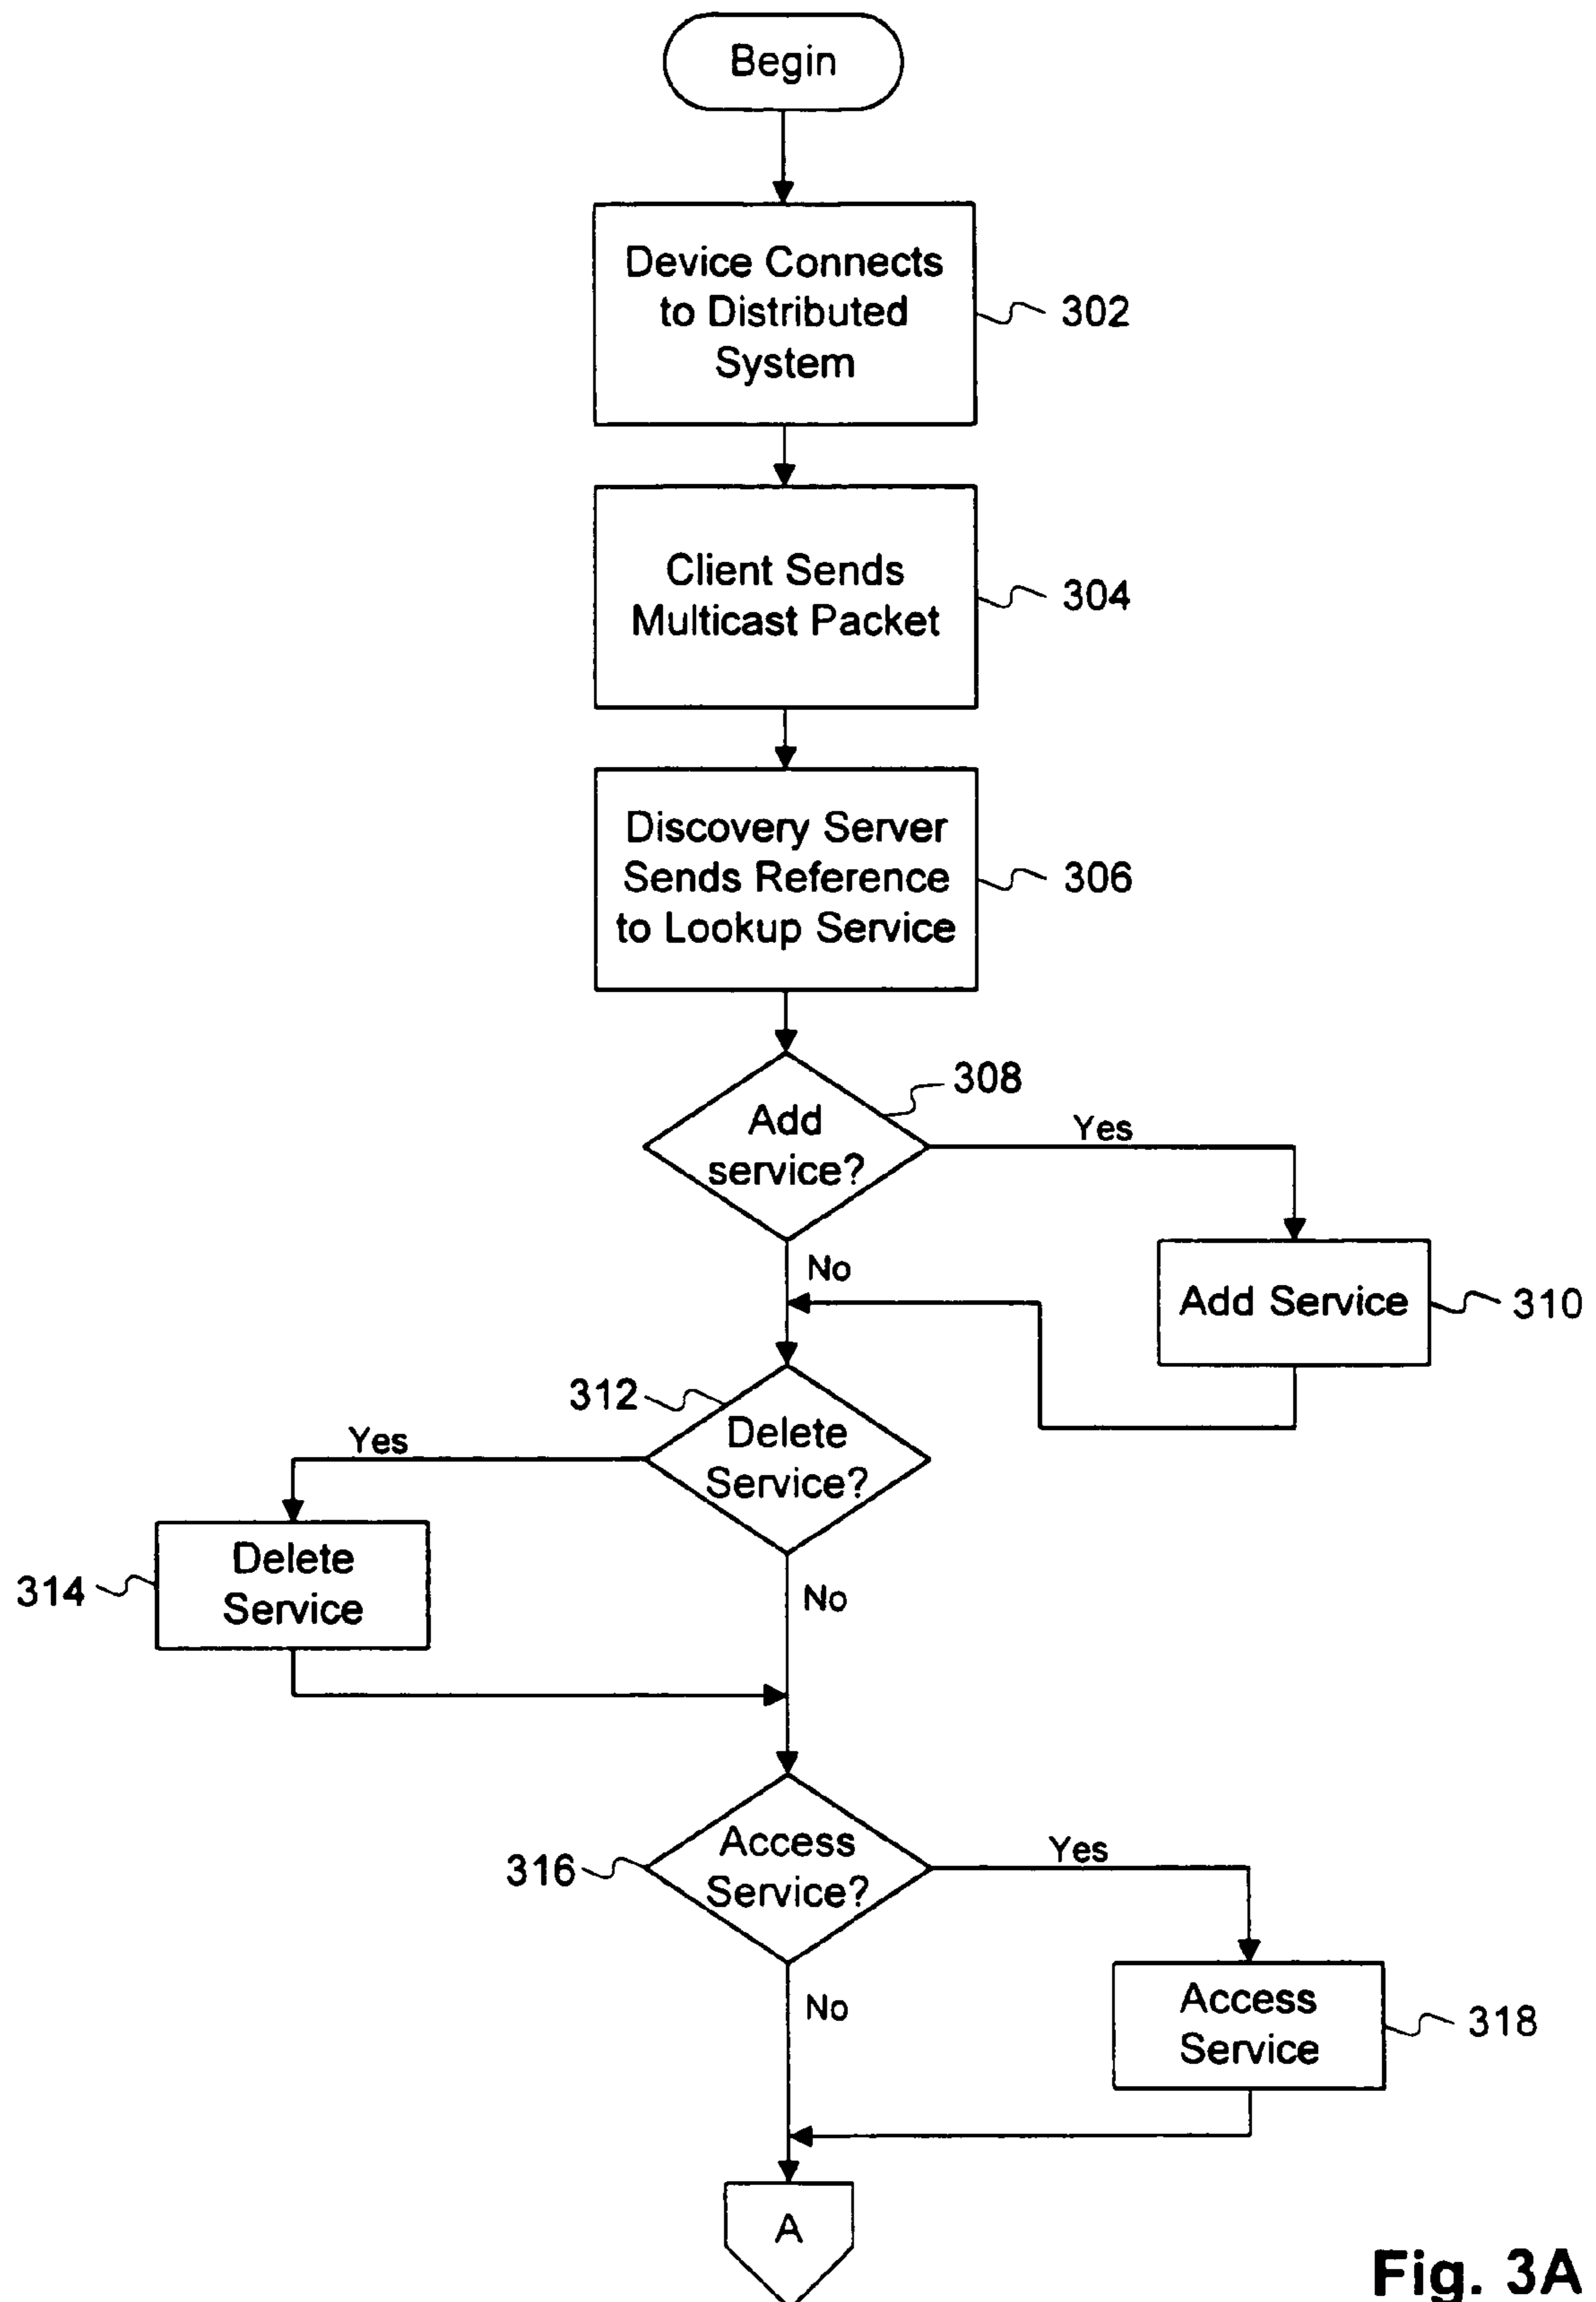 Begin
Device Connects
to Distributed
System
302
Client Sends
Multicast Packet
304
Discovery Server
Sends Reference
to Lookup Service
306
308
Add
service?
Yes
No
Add Service
310
312
Delete
Service?
Yes
314
Delete
Service
No
316
Access
Service?
Yes
No
Access
Service
318
A
Fig. 3A